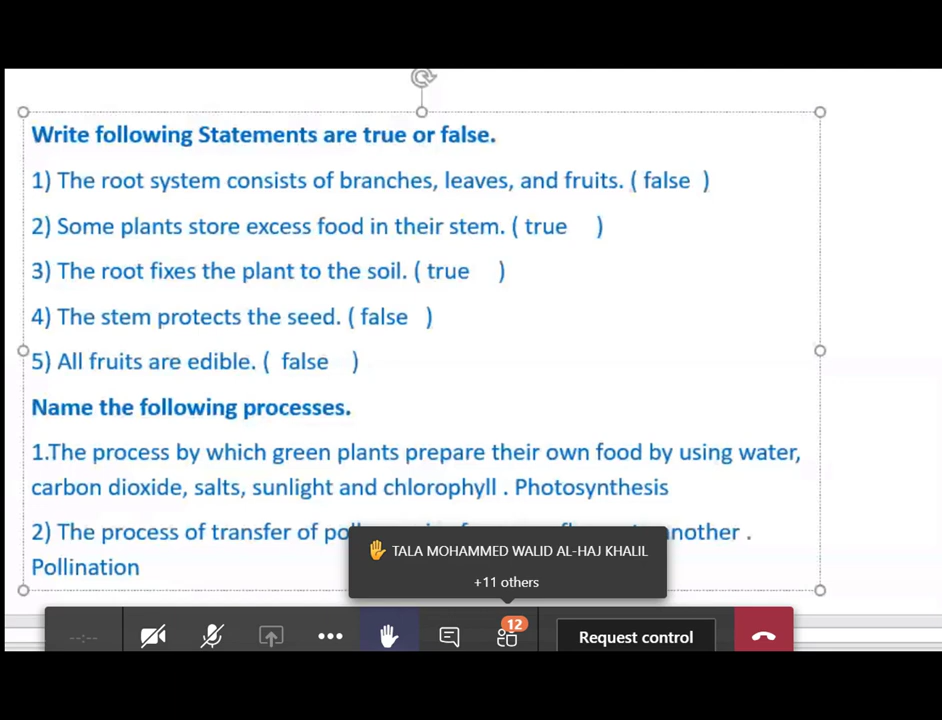 Write following Statements are true or false.
1) The root system consists of branches, leaves, and fruits. ( false )
2) Some plants store excess food in their stem. ( true )
3) The root fixes the plant to the soil. ( true )
4) The stem protects the seed. ( false )
5) All fruits are edible. ( false )
Name the following processes.
1.The process by which green plants prepare their own food by using water,
carbon dioxide, salts, sunlight and chlorophyll . Photosynthesis
2) The process of transfer of another .
Pollination
TALA MOHAMMED WALID AL-HAJ KHALIL
+11 others
--:--
12
Request control